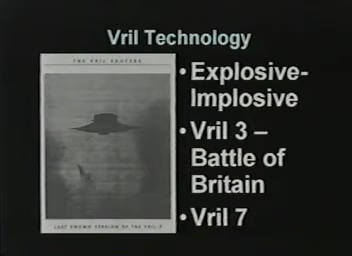 Vril Technology
THE VRIL SAUCERS
• Explosive-
Implosive
• Vril 3 –
Battle of
Britain
• Vril 7
LAST KNOWN VERSION OF THE VRIL 7